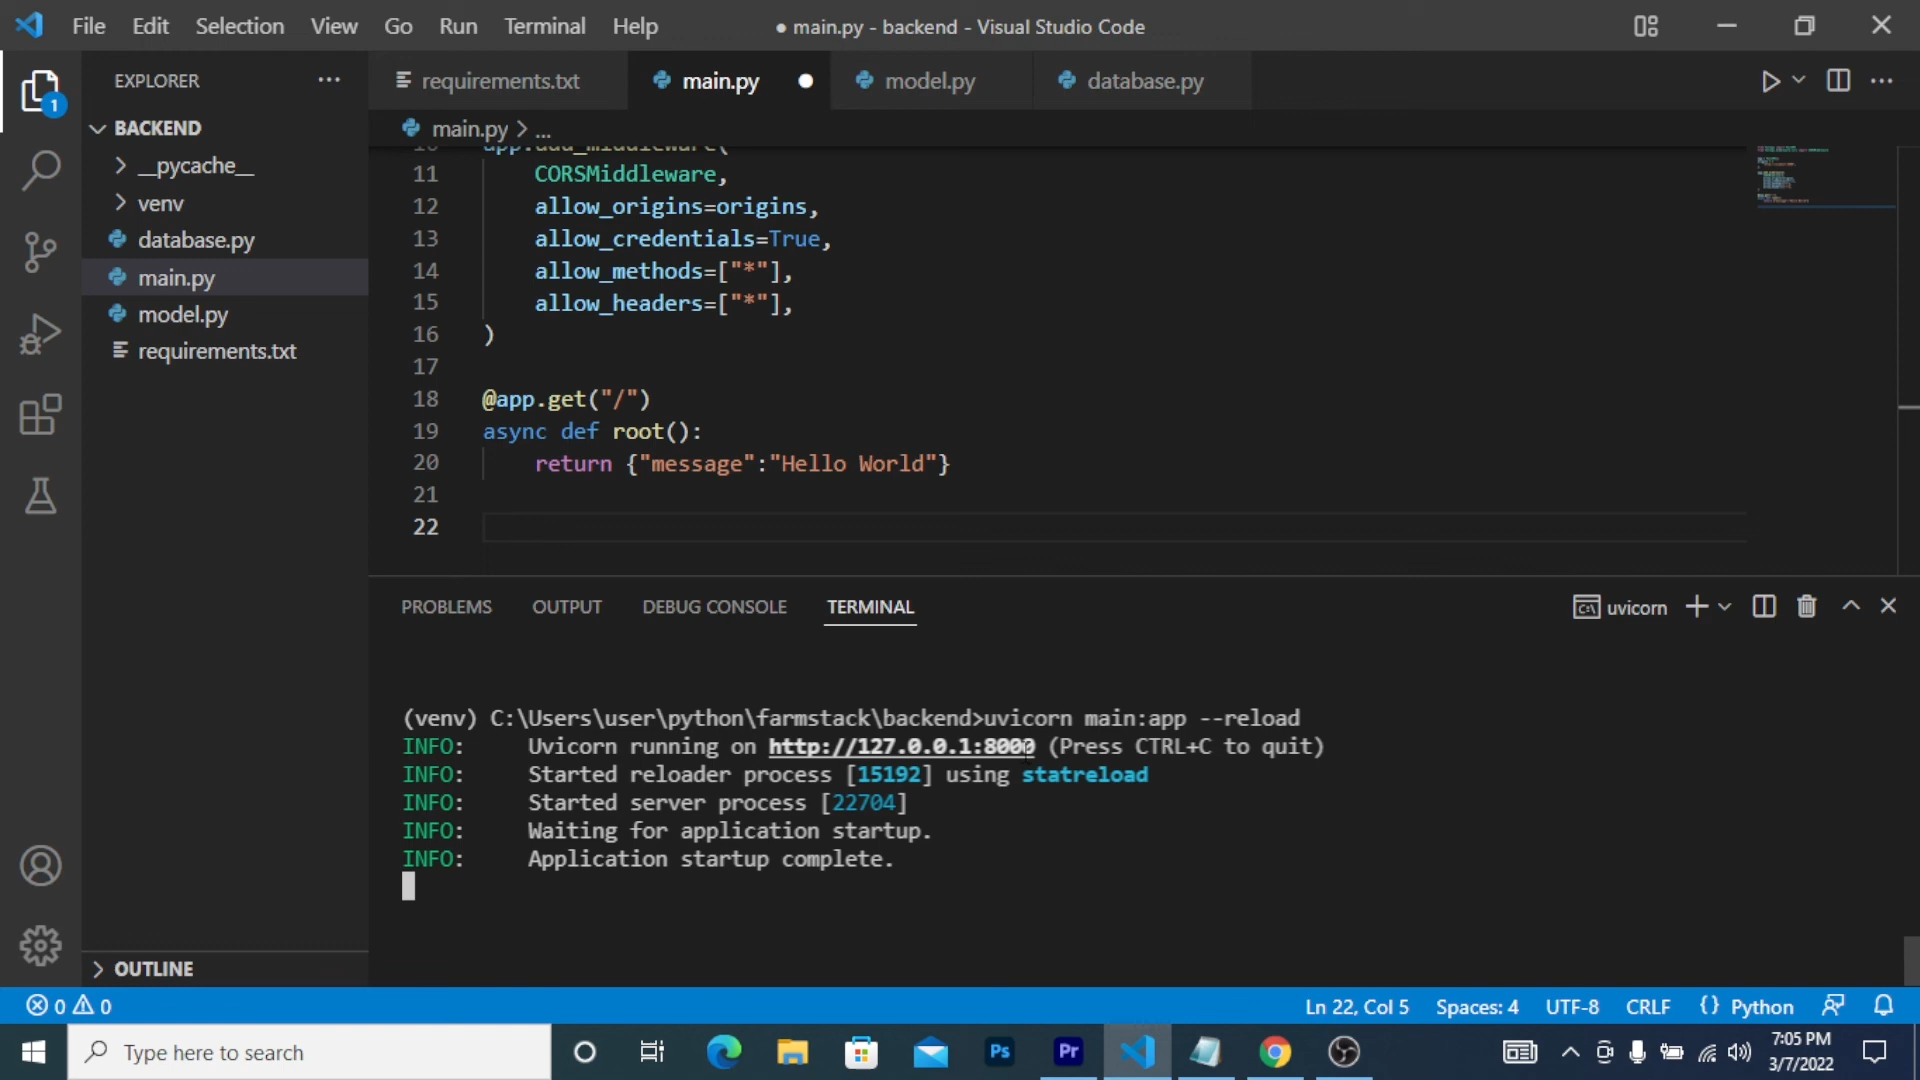 File Edit Selection View Go Run Terminal Help
● main.py - backend - Visual Studio Code
EXPLORER
requirements.txt
main.py
model.py
database.py
BACKEND
__pycache__
venv
database.py
main.py
model.py
requirements.txt
OUTLINE
1
main.py > ...
10 app.add_middleware(
11 CORSMiddleware,
12 allow_origins=origins,
13 allow_credentials=True,
14 allow_methods=["*"],
15 allow_headers=["*"],
16 )
17
18 @app.get("/")
19 async def root():
20 return {"message":"Hello World"}
21
22
PROBLEMS OUTPUT DEBUG CONSOLE TERMINAL
uvicorn
(venv) C:\Users\user\python\farmstack\backend>uvicorn main:app --reload
INFO: Uvicorn running on http://127.0.0.1:8000 (Press CTRL+C to quit)
INFO: Started reloader process [15192] using statreload
INFO: Started server process [22704]
INFO: Waiting for application startup.
INFO: Application startup complete.
0 0
Ln 22, Col 5 Spaces: 4 UTF-8 CRLF {} Python
Type here to search
Ps
Pr
7:05 PM
3/7/2022